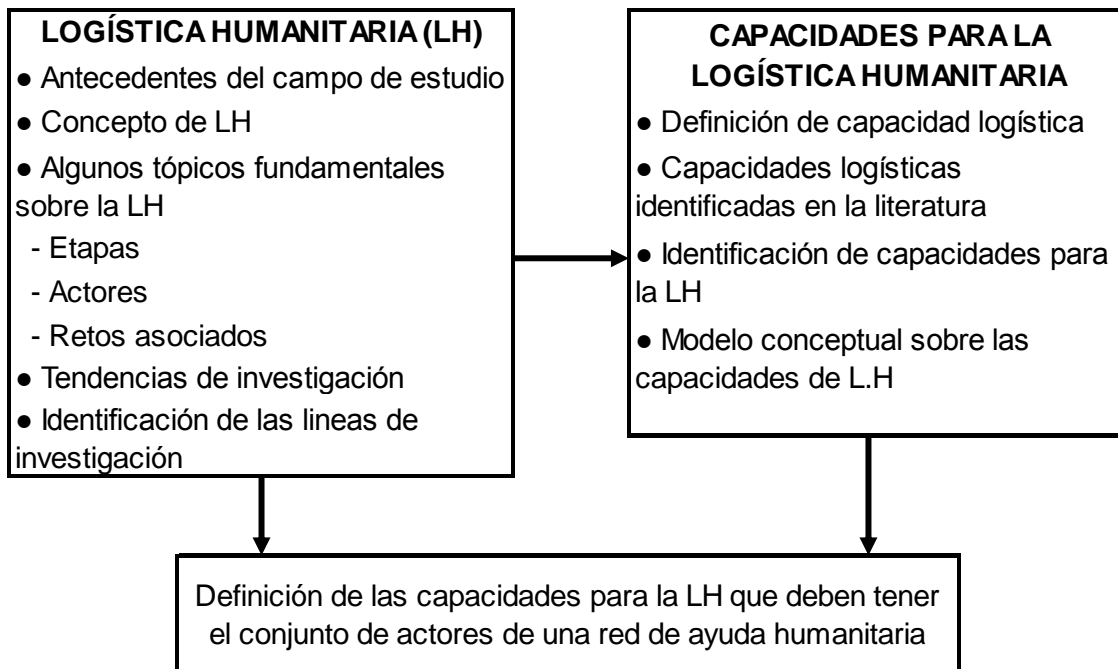 LOGÍSTICA HUMANITARIA (LH)
● Antecedentes del campo de estudio
● Concepto de LH
● Algunos tópicos fundamentales
sobre la LH
- Etapas
- Actores
- Retos asociados
● Tendencias de investigación
● Identificación de las lineas de
investigación
CAPACIDADES PARA LA
LOGÍSTICA HUMANITARIA
● Definición de capacidad logística
● Capacidades logísticas
identificadas en la literatura
● Identificación de capacidades para
la LH
● Modelo conceptual sobre las
capacidades de L.H
Definición de las capacidades para la LH que deben tener
el conjunto de actores de una red de ayuda humanitaria